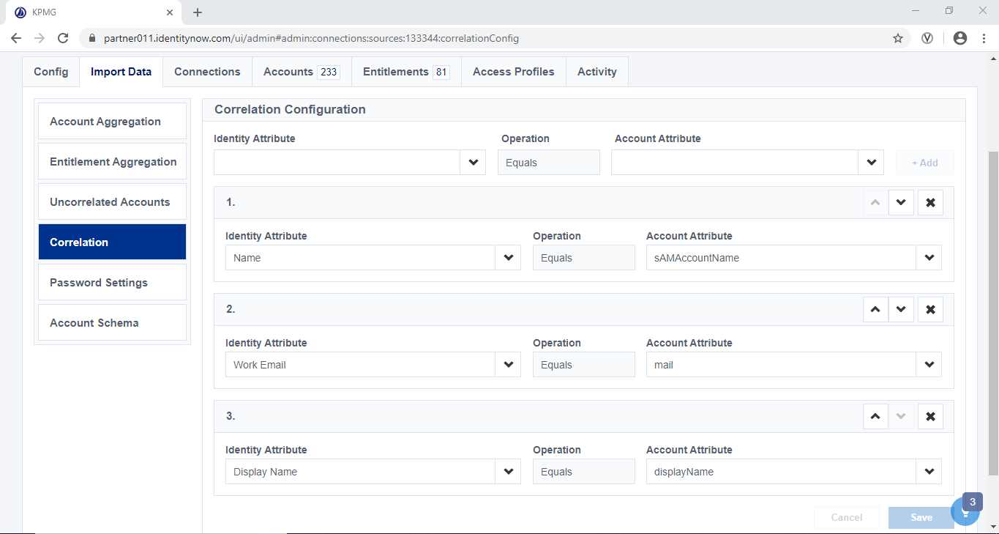 KPMG
partner011.identitynow.com/ui/admin#admin:connections:sources:133344:correlationConfig
Config Import Data Connections Accounts 233 Entitlements 81 Access Profiles Activity
Account Aggregation
Entitlement Aggregation
Uncorrelated Accounts
Correlation
Password Settings
Account Schema
Correlation Configuration
Identity Attribute Operation Account Attribute
Equals + Add
1.
Identity Attribute Operation Account Attribute
Name Equals sAMAccountName
2.
Identity Attribute Operation Account Attribute
Work Email Equals mail
3.
Identity Attribute Operation Account Attribute
Display Name Equals displayName
Cancel Save 3